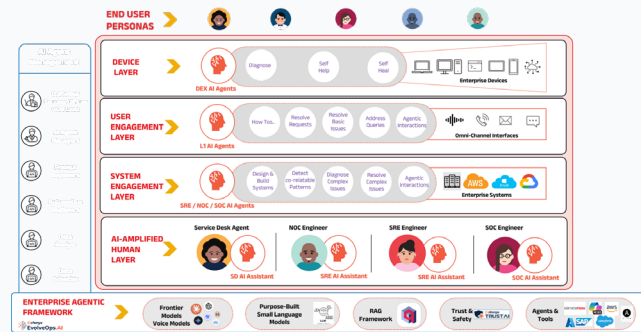 END USER
PERSONAS
DEVICE
LAYER
DEX AI Agents
Diagnose
Self
Help
Self
Heal
Enterprise Devices
USER
ENGAGEMENT
LAYER
L1 AI Agents
How Tos..
Resolve
Requests
Resolve
Basic
Issues
Address
Queries
Agentic
Interactions
Omni-Channel Interfaces
SYSTEM
ENGAGEMENT
LAYER
SRE / NOC / SOC AI Agents
Design &
Build
Systems
Detect
co-relatable
Patterns
Diagnose
Complex
Issues
Resolve
Complex
Issues
Agentic
Interactions
AWS
Enterprise Systems
AI-AMPLIFIED
HUMAN
LAYER
Service Desk Agent
SD AI Assistant
NOC Engineer
SRE AI Assistant
SRE Engineer
SRE AI Assistant
SOC Engineer
SOC AI Assistant
ENTERPRISE AGENTIC
FRAMEWORK
EvolveOps.AI
Frontier
Models
Voice Models
Purpose-Built
Small Language
Models
RAG
Framework
Trust
& Safety
TRUST AI
Agents
& Tools
SAP